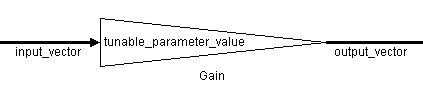 tunable_parameter_value
input_vector
output_vector
Gain